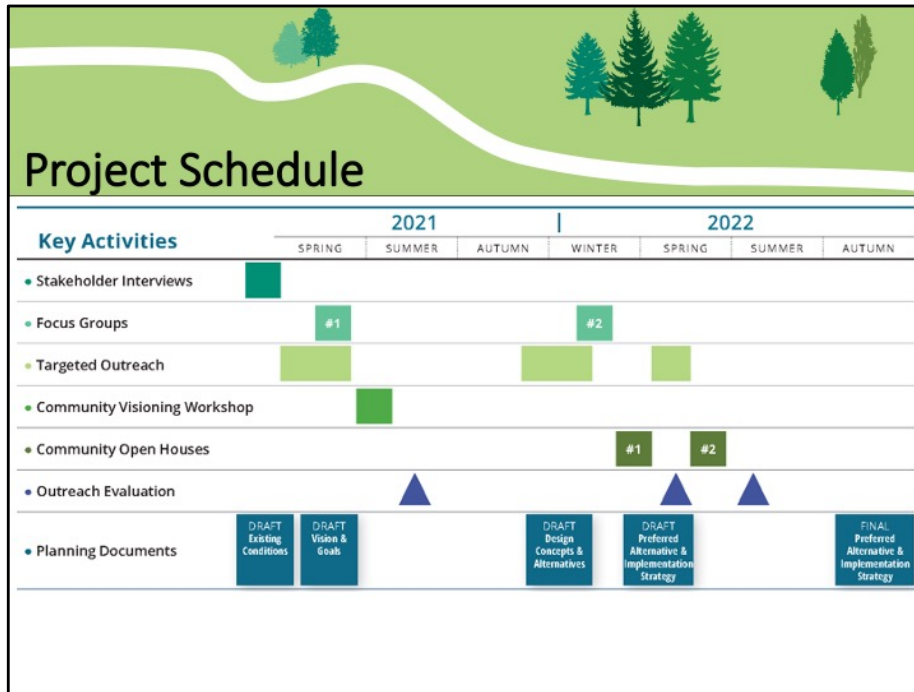 Project Schedule
Key Activities
2021
2022
SPRING
SUMMER
AUTUMN
WINTER
SPRING
SUMMER
AUTUMN
• Stakeholder Interviews
• Focus Groups
#1
#2
• Targeted Outreach
• Community Visioning Workshop
• Community Open Houses
#1
#2
• Outreach Evaluation
• Planning Documents
DRAFT
Existing
Conditions
DRAFT
Vision &
Goals
DRAFT
Design
Concepts &
Alternatives
DRAFT
Preferred
Alternative &
Implementation
Strategy
FINAL
Preferred
Alternative &
Implementation
Strategy